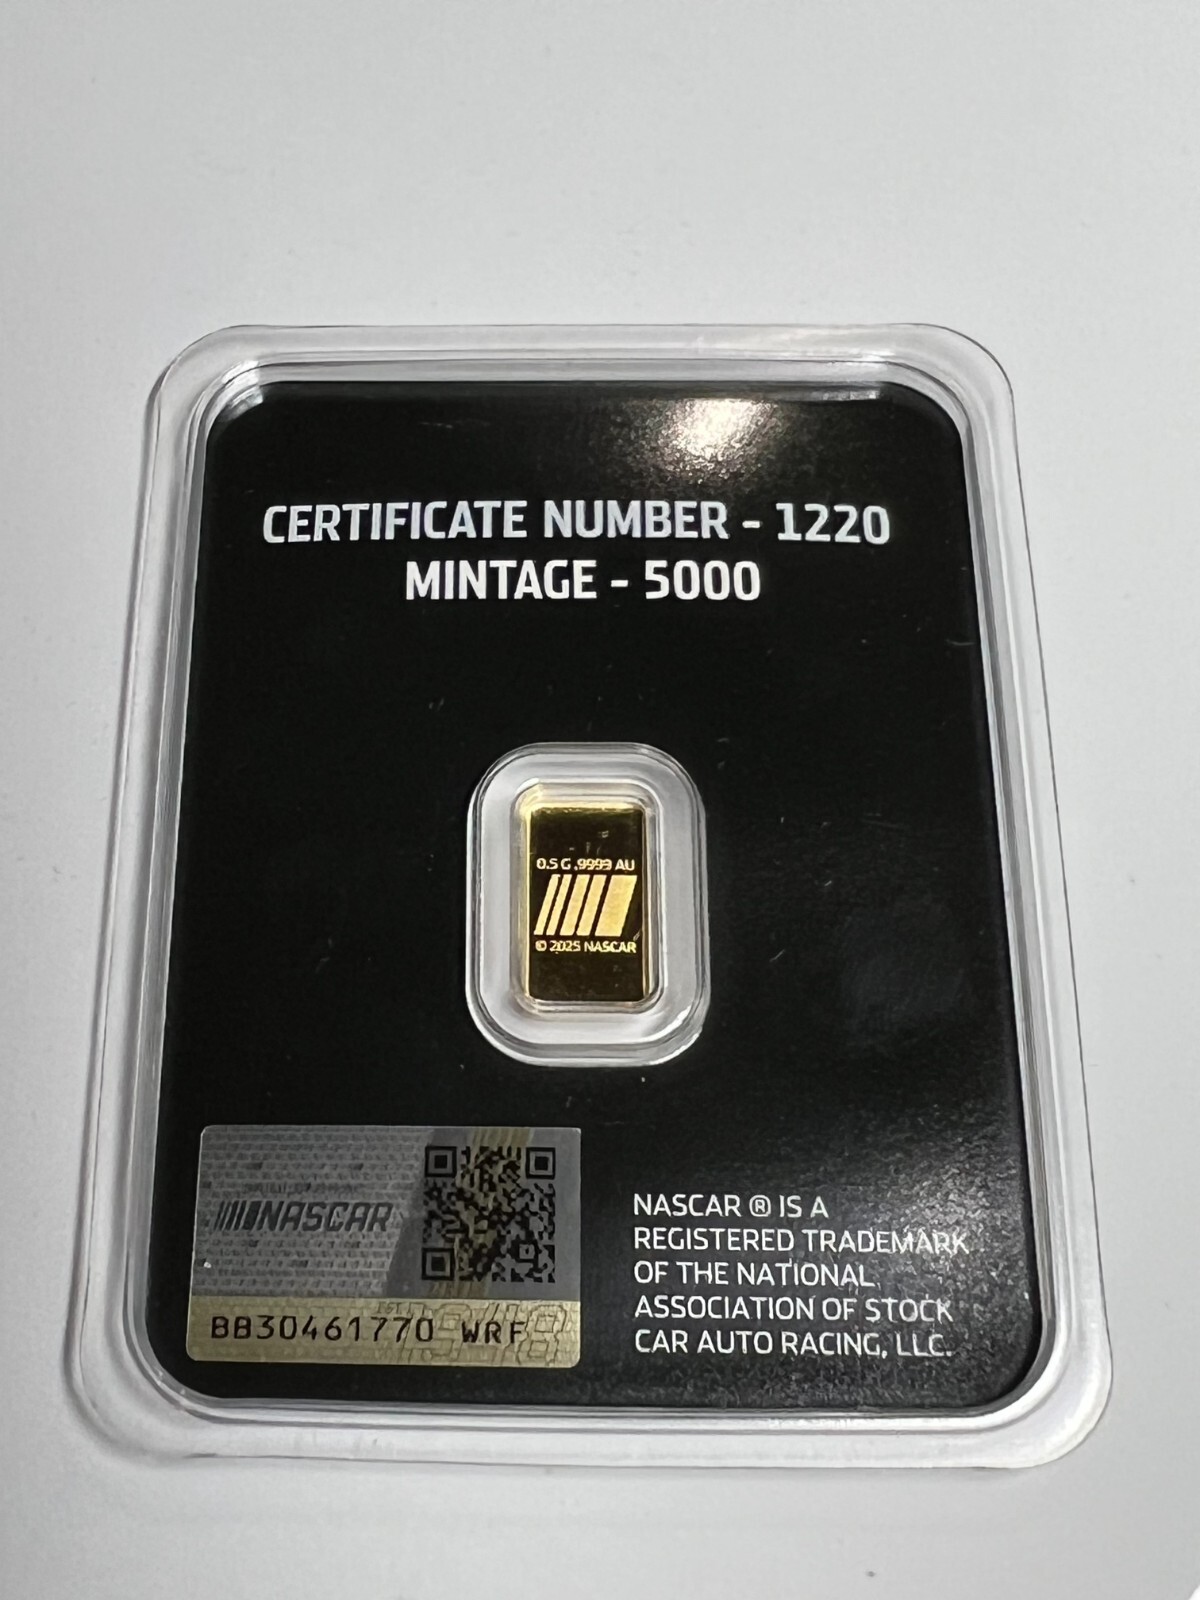 CERTIFICATE NUMBER - 1220
MINTAGE - 5000
0.5 G .9999 AU
© 2025 NASCAR
NASCAR
BB30461770 WRF
1948
NASCAR ® IS A
REGISTERED TRADEMARK
OF THE NATIONAL
ASSOCIATION OF STOCK
CAR AUTO RACING, LLC.